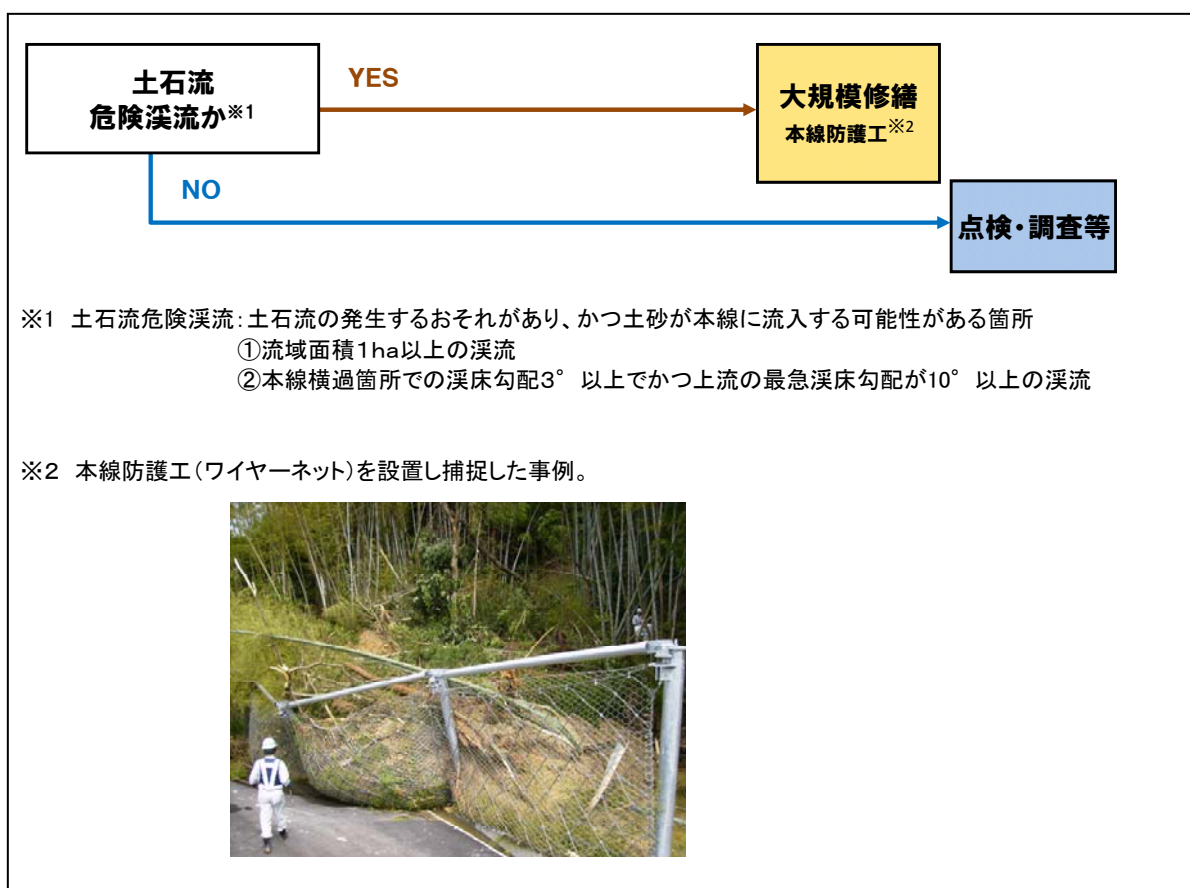 土石流
危険渓流か※1
YES
大規模修繕
本線防護工※2
NO
点検・調査等
※1 土石流危険渓流:土石流の発生するおそれがあり、かつ土砂が本線に流入する可能性がある箇所
①流域面積1ha以上の渓流
②本線横過箇所での渓床勾配3°以上でかつ上流の最急渓床勾配が10°以上の渓流
※2 本線防護工(ワイヤーネット)を設置し捕捉した事例。